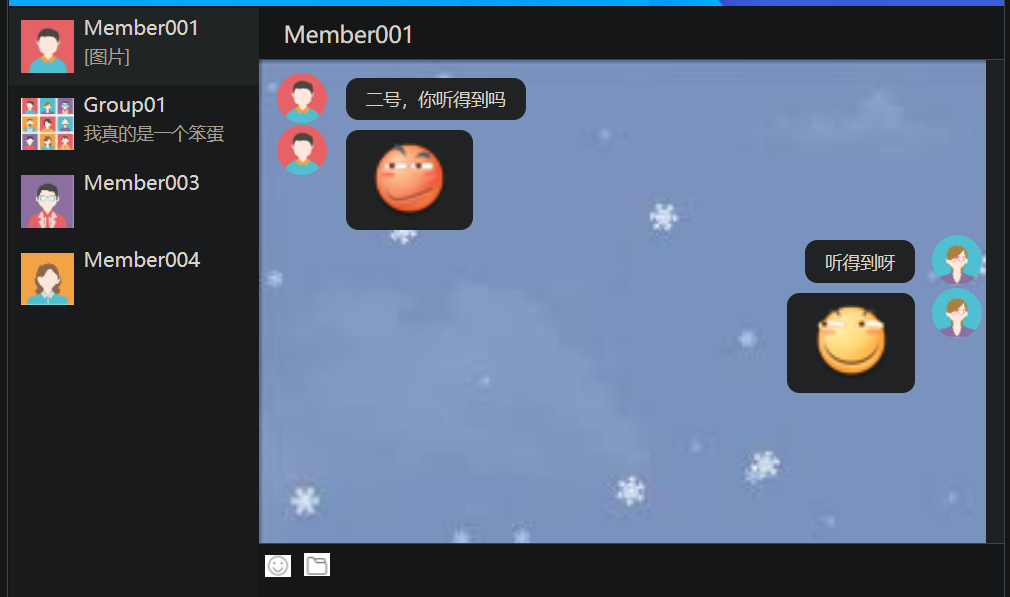 Member001
[图片]
Group01
我真的是一个笨蛋
Member003
Member004
Member001
二号，你听得到吗
听得到呀